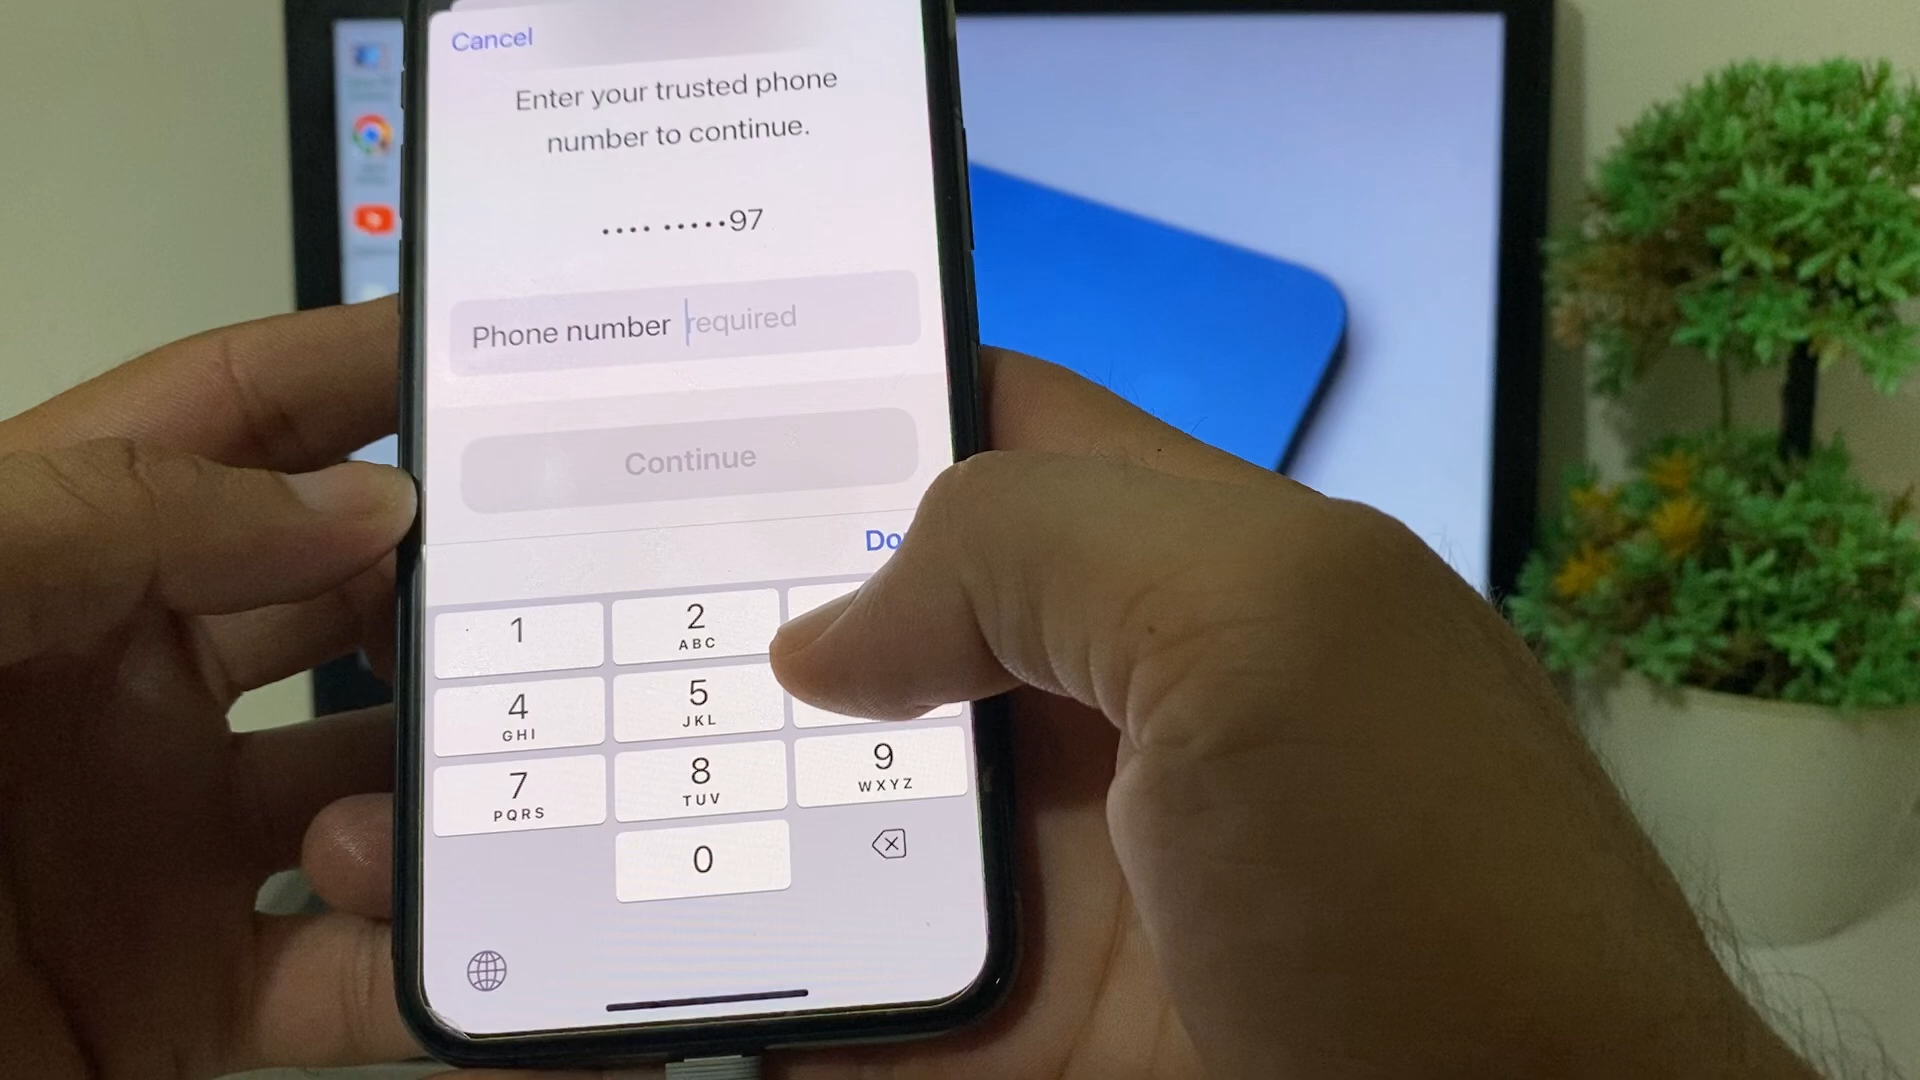 Cancel
Enter your trusted phone
number to continue.
•••• •••••97
Phone number required
Continue
1
2
ABC
4
GHI
5
JKL
7
PQRS
8
TUV
9
WXYZ
0